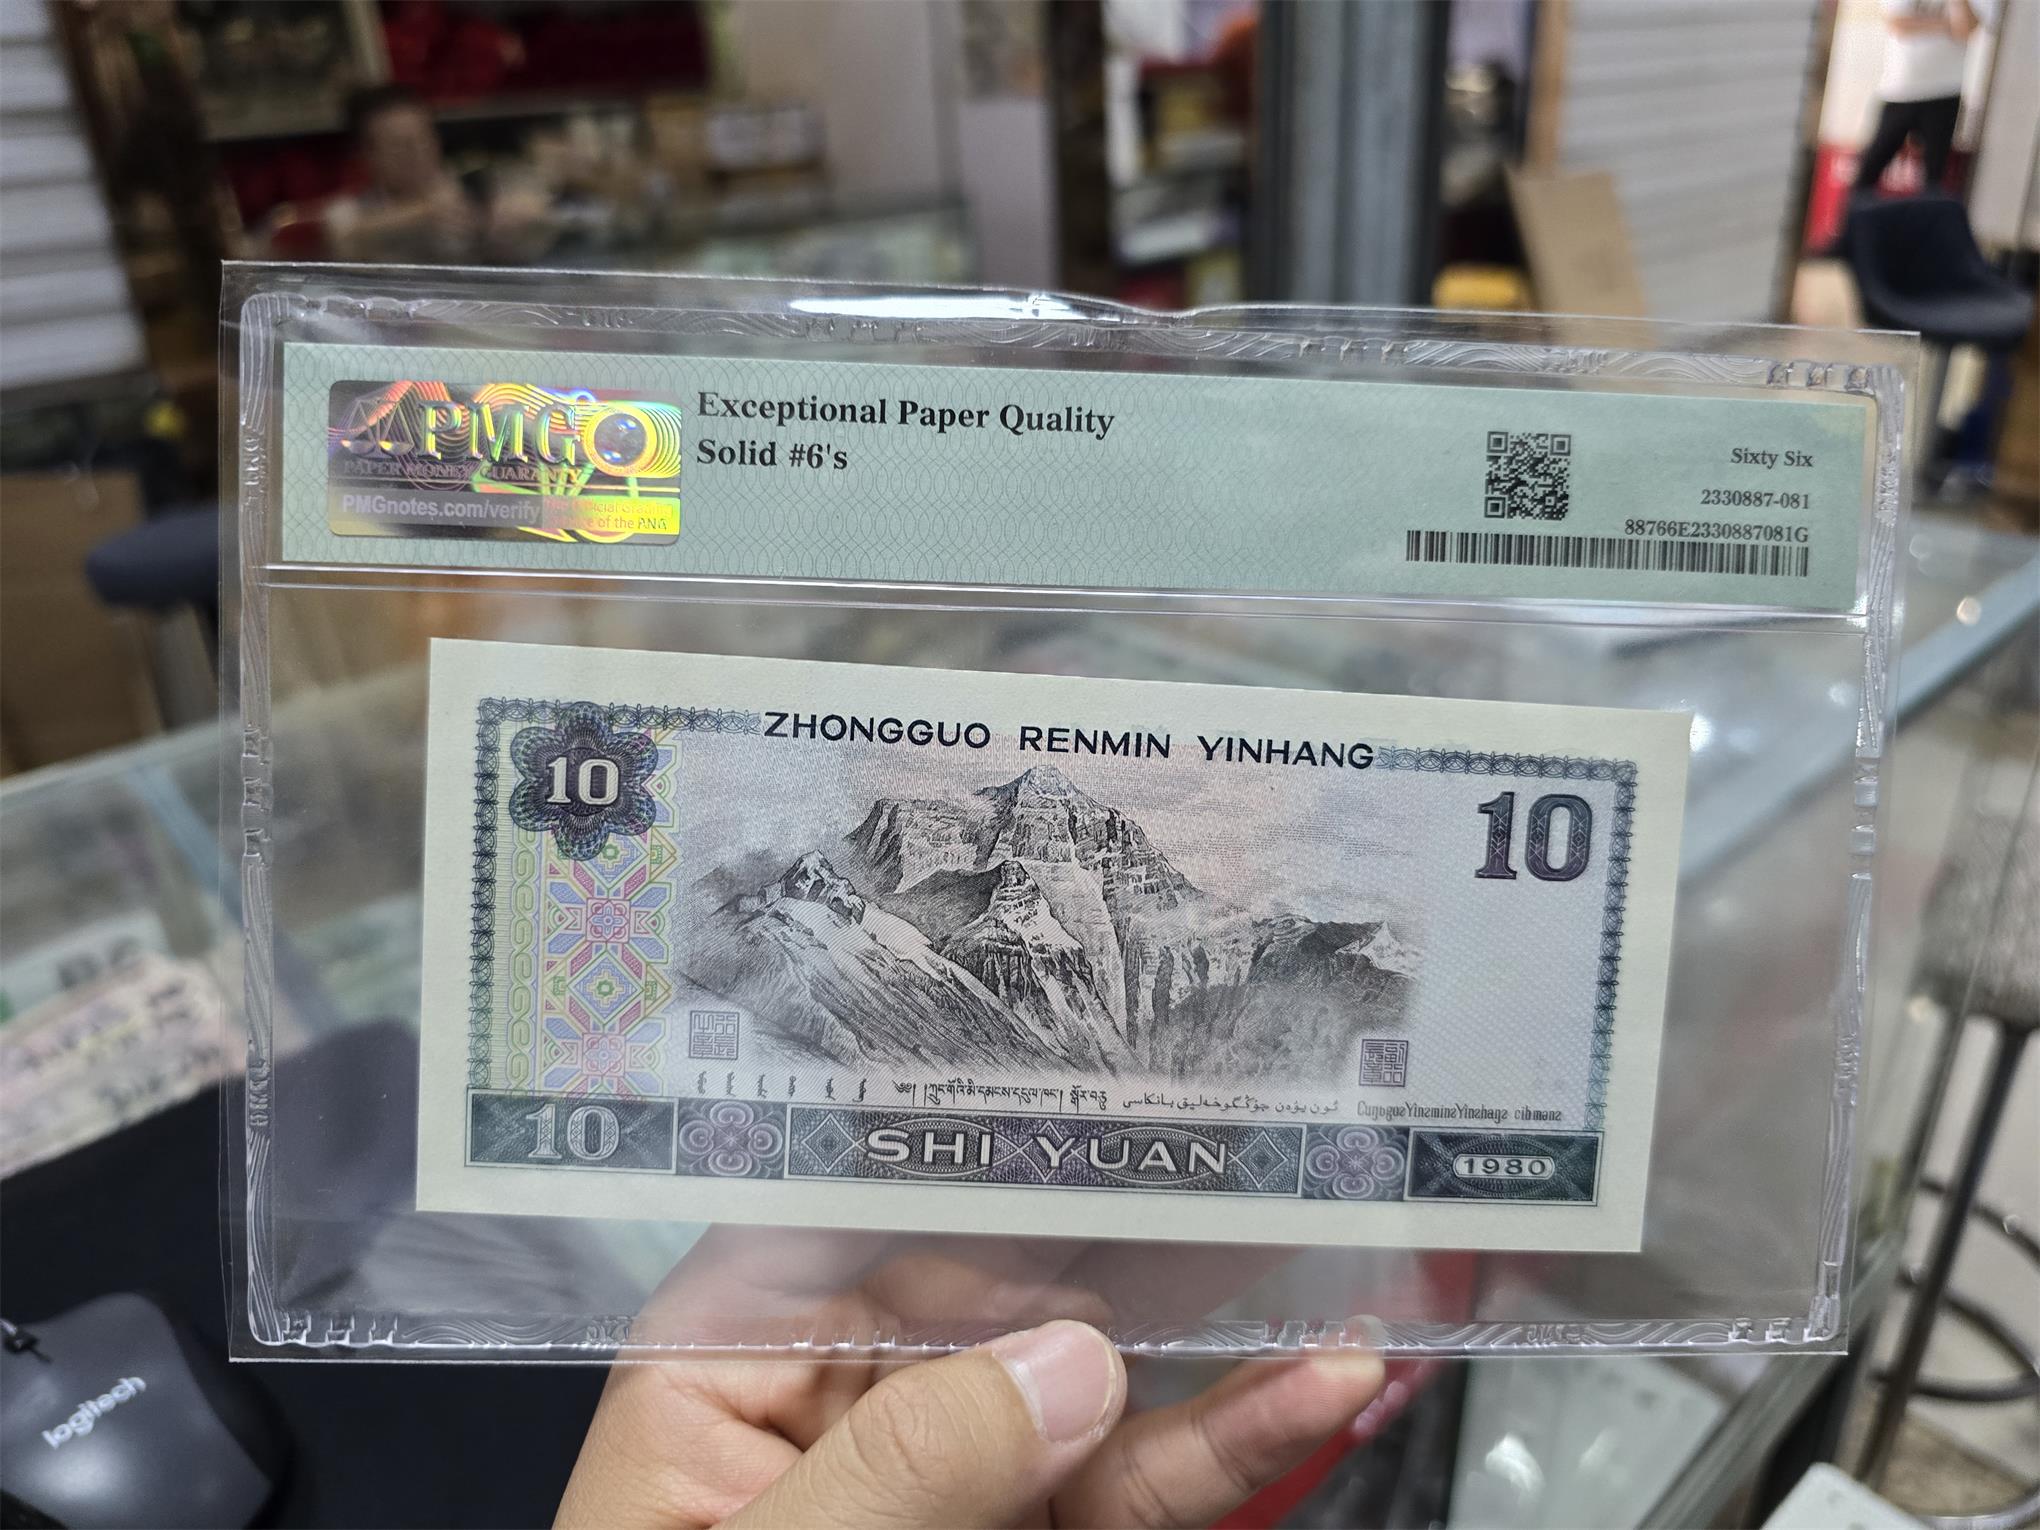 PMG
PAPER MONEY GUARANTY
PMGnotes.com/verify
Exceptional Paper Quality
Solid #6's
Sixty Six
2330887-081
88766E2330887081G
ZHONGGUO RENMIN YINHANG
10
10
10
SHI YUAN
1980
logitech